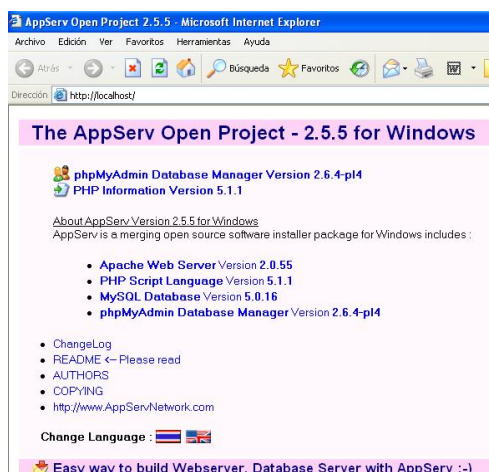 AppServ Open Project 2.5.5 - Microsoft Internet Explorer
Archivo Edición Ver Favoritos Herramientas Ayuda
Atrás Búsqueda Favoritos
Dirección http://localhost/
The AppServ Open Project - 2.5.5 for Windows
phpMyAdmin Database Manager Version 2.6.4-pl4
PHP Information Version 5.1.1
About AppServ Version 2.5.5 for Windows
AppServ is a merging open source software installer package for Windows includes :
• Apache Web Server Version 2.0.55
• PHP Script Language Version 5.1.1
• MySQL Database Version 5.0.16
• phpMyAdmin Database Manager Version 2.6.4-pl4
• ChangeLog
• README <-- Please read
• AUTHORS
• COPYING
• http://www.AppServNetwork.com
Change Language :
Easy way to build Webserver, Database Server with AppServ :-)